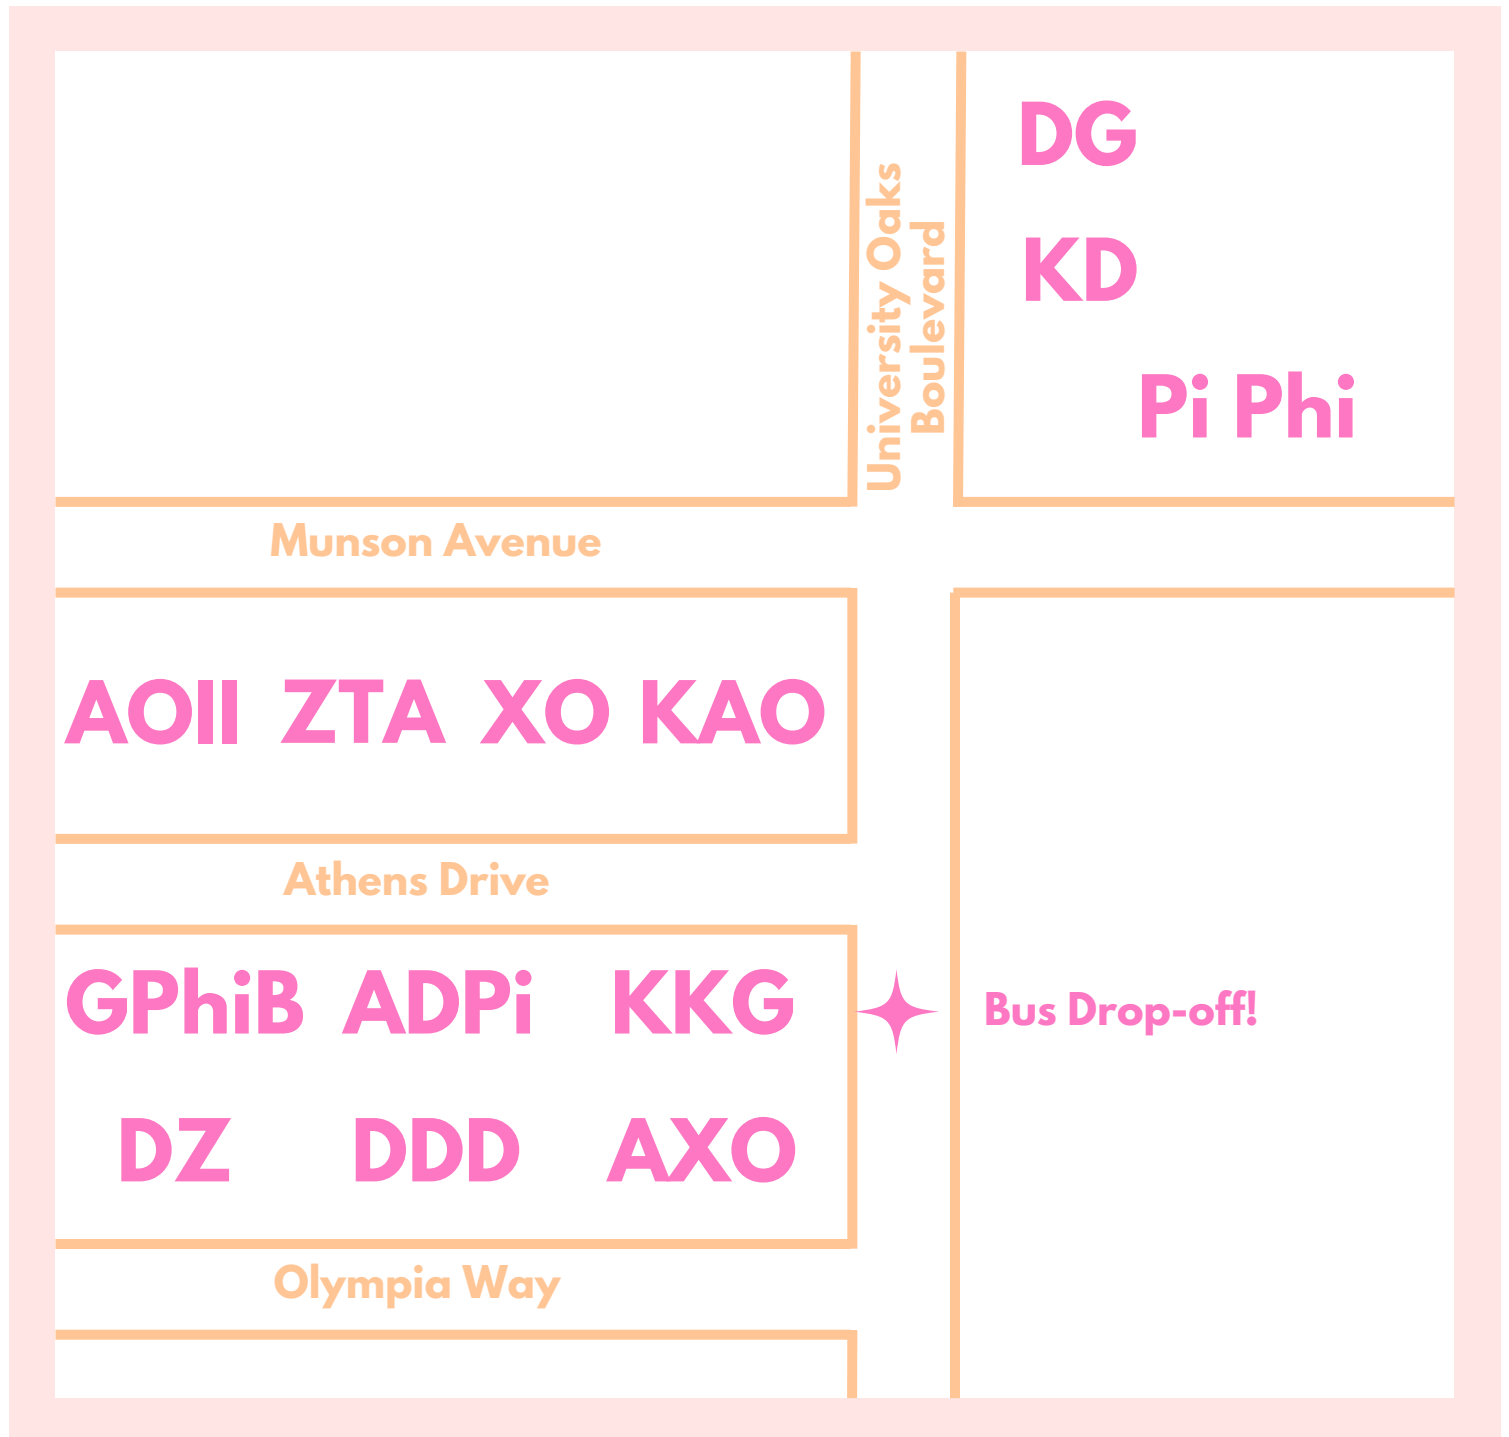 DG
KD
Pi Phi
University Oaks
Boulevard
Munson Avenue
AOII ZTA XO KAO
Athens Drive
GPhiB ADPi KKG
Bus Drop-off!
DZ DDD AXO
Olympia Way